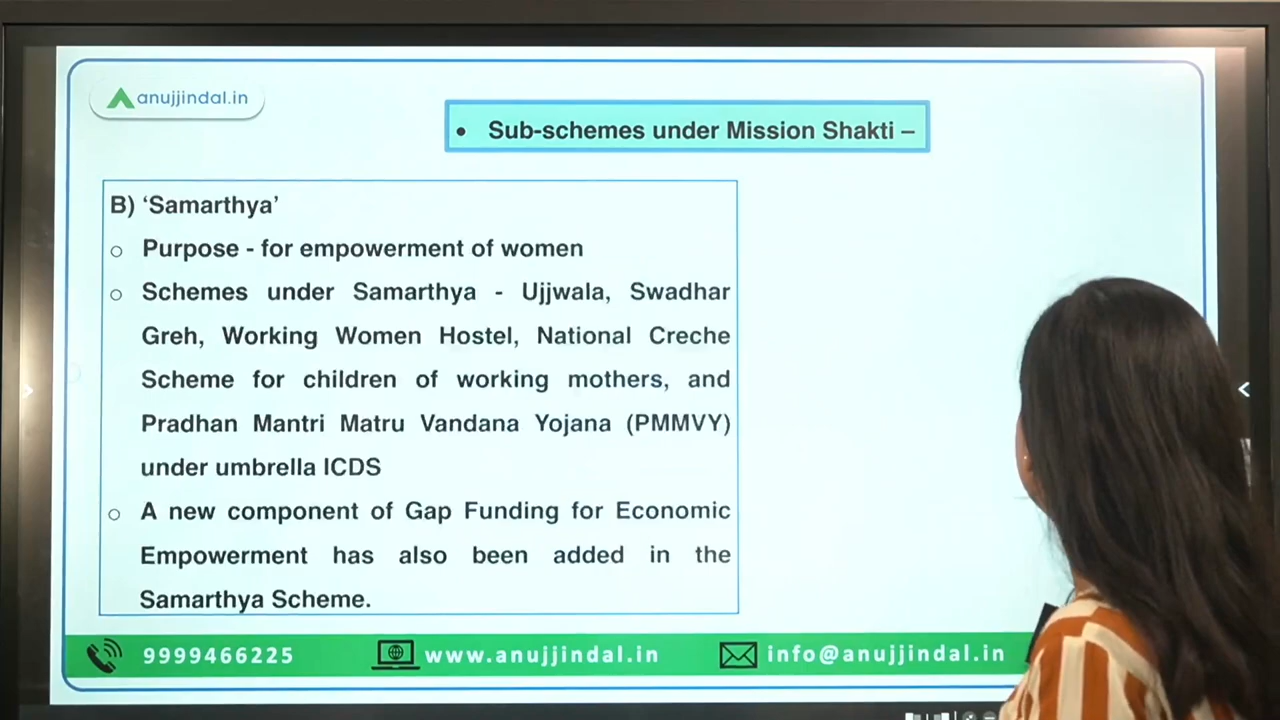 anujjindal.in
• Sub-schemes under Mission Shakti –
B) ‘Samarthya’
○ Purpose - for empowerment of women
○ Schemes under Samarthya - Ujjwala, Swadhar
Greh, Working Women Hostel, National Creche
Scheme for children of working mothers, and
Pradhan Mantri Matru Vandana Yojana (PMMVY)
under umbrella ICDS
○ A new component of Gap Funding for Economic
Empowerment has also been added in the
Samarthya Scheme.
9999466225 www.anujjindal.in info@anujjindal.in